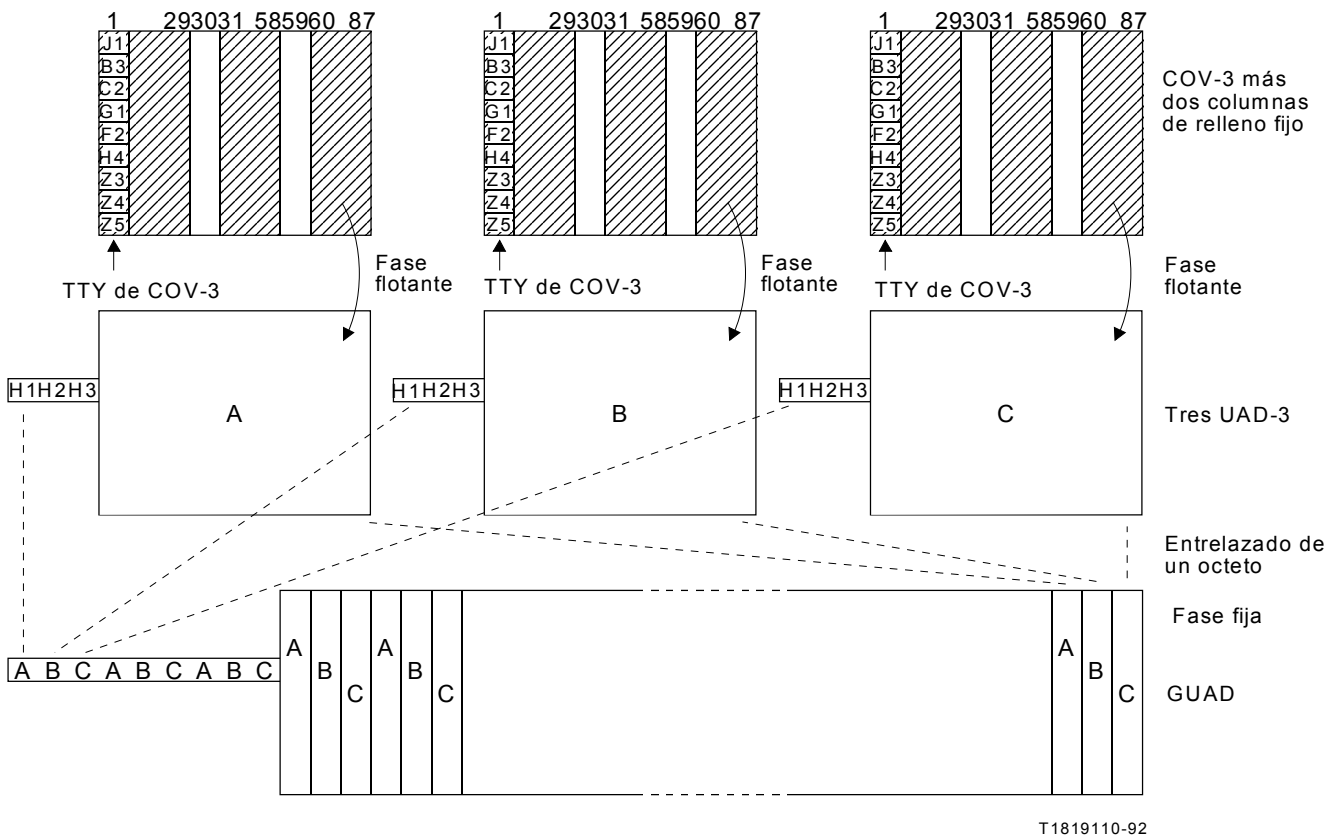 1 293031 585960 87
1 293031 585960 87
1 293031 585960 87
J1
B3
C2
G1
F2
H4
Z3
Z4
Z5
J1
B3
C2
G1
F2
H4
Z3
Z4
Z5
J1
B3
C2
G1
F2
H4
Z3
Z4
Z5
COV-3 más
dos columnas
de relleno fijo
TTY de COV-3
Fase
flotante
TTY de COV-3
Fase
flotante
TTY de COV-3
Fase
flotante
H1H2H3
A
H1H2H3
B
H1H2H3
C
Tres UAD-3
Entrelazado de
un octeto
Fase fija
A B C A B C A B C
A
B
C
A
B
C
A
B
C
GUAD
T1819110-92